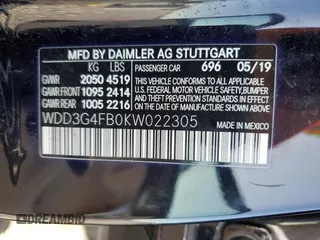 MFD BY DAIMLER AG STUTTGART
KG LBS PASSENGER CAR 696 05/19
GVWR 2050 4519 THIS VEHICLE CONFORMS TO ALL
GAWR FRONT 1095 2414 APPLICABLE U.S. FEDERAL MOTOR VEHICLE
GAWR REAR 1005 2216 SAFETY, BUMPER, AND THEFT PREVENTION STANDARDS IN EFFECT ON THE DATE OF MANUFACTURE SHOWN ABOVE.
WDD3G4FB0KW022305
MADE IN MEXICO
DREAMBID